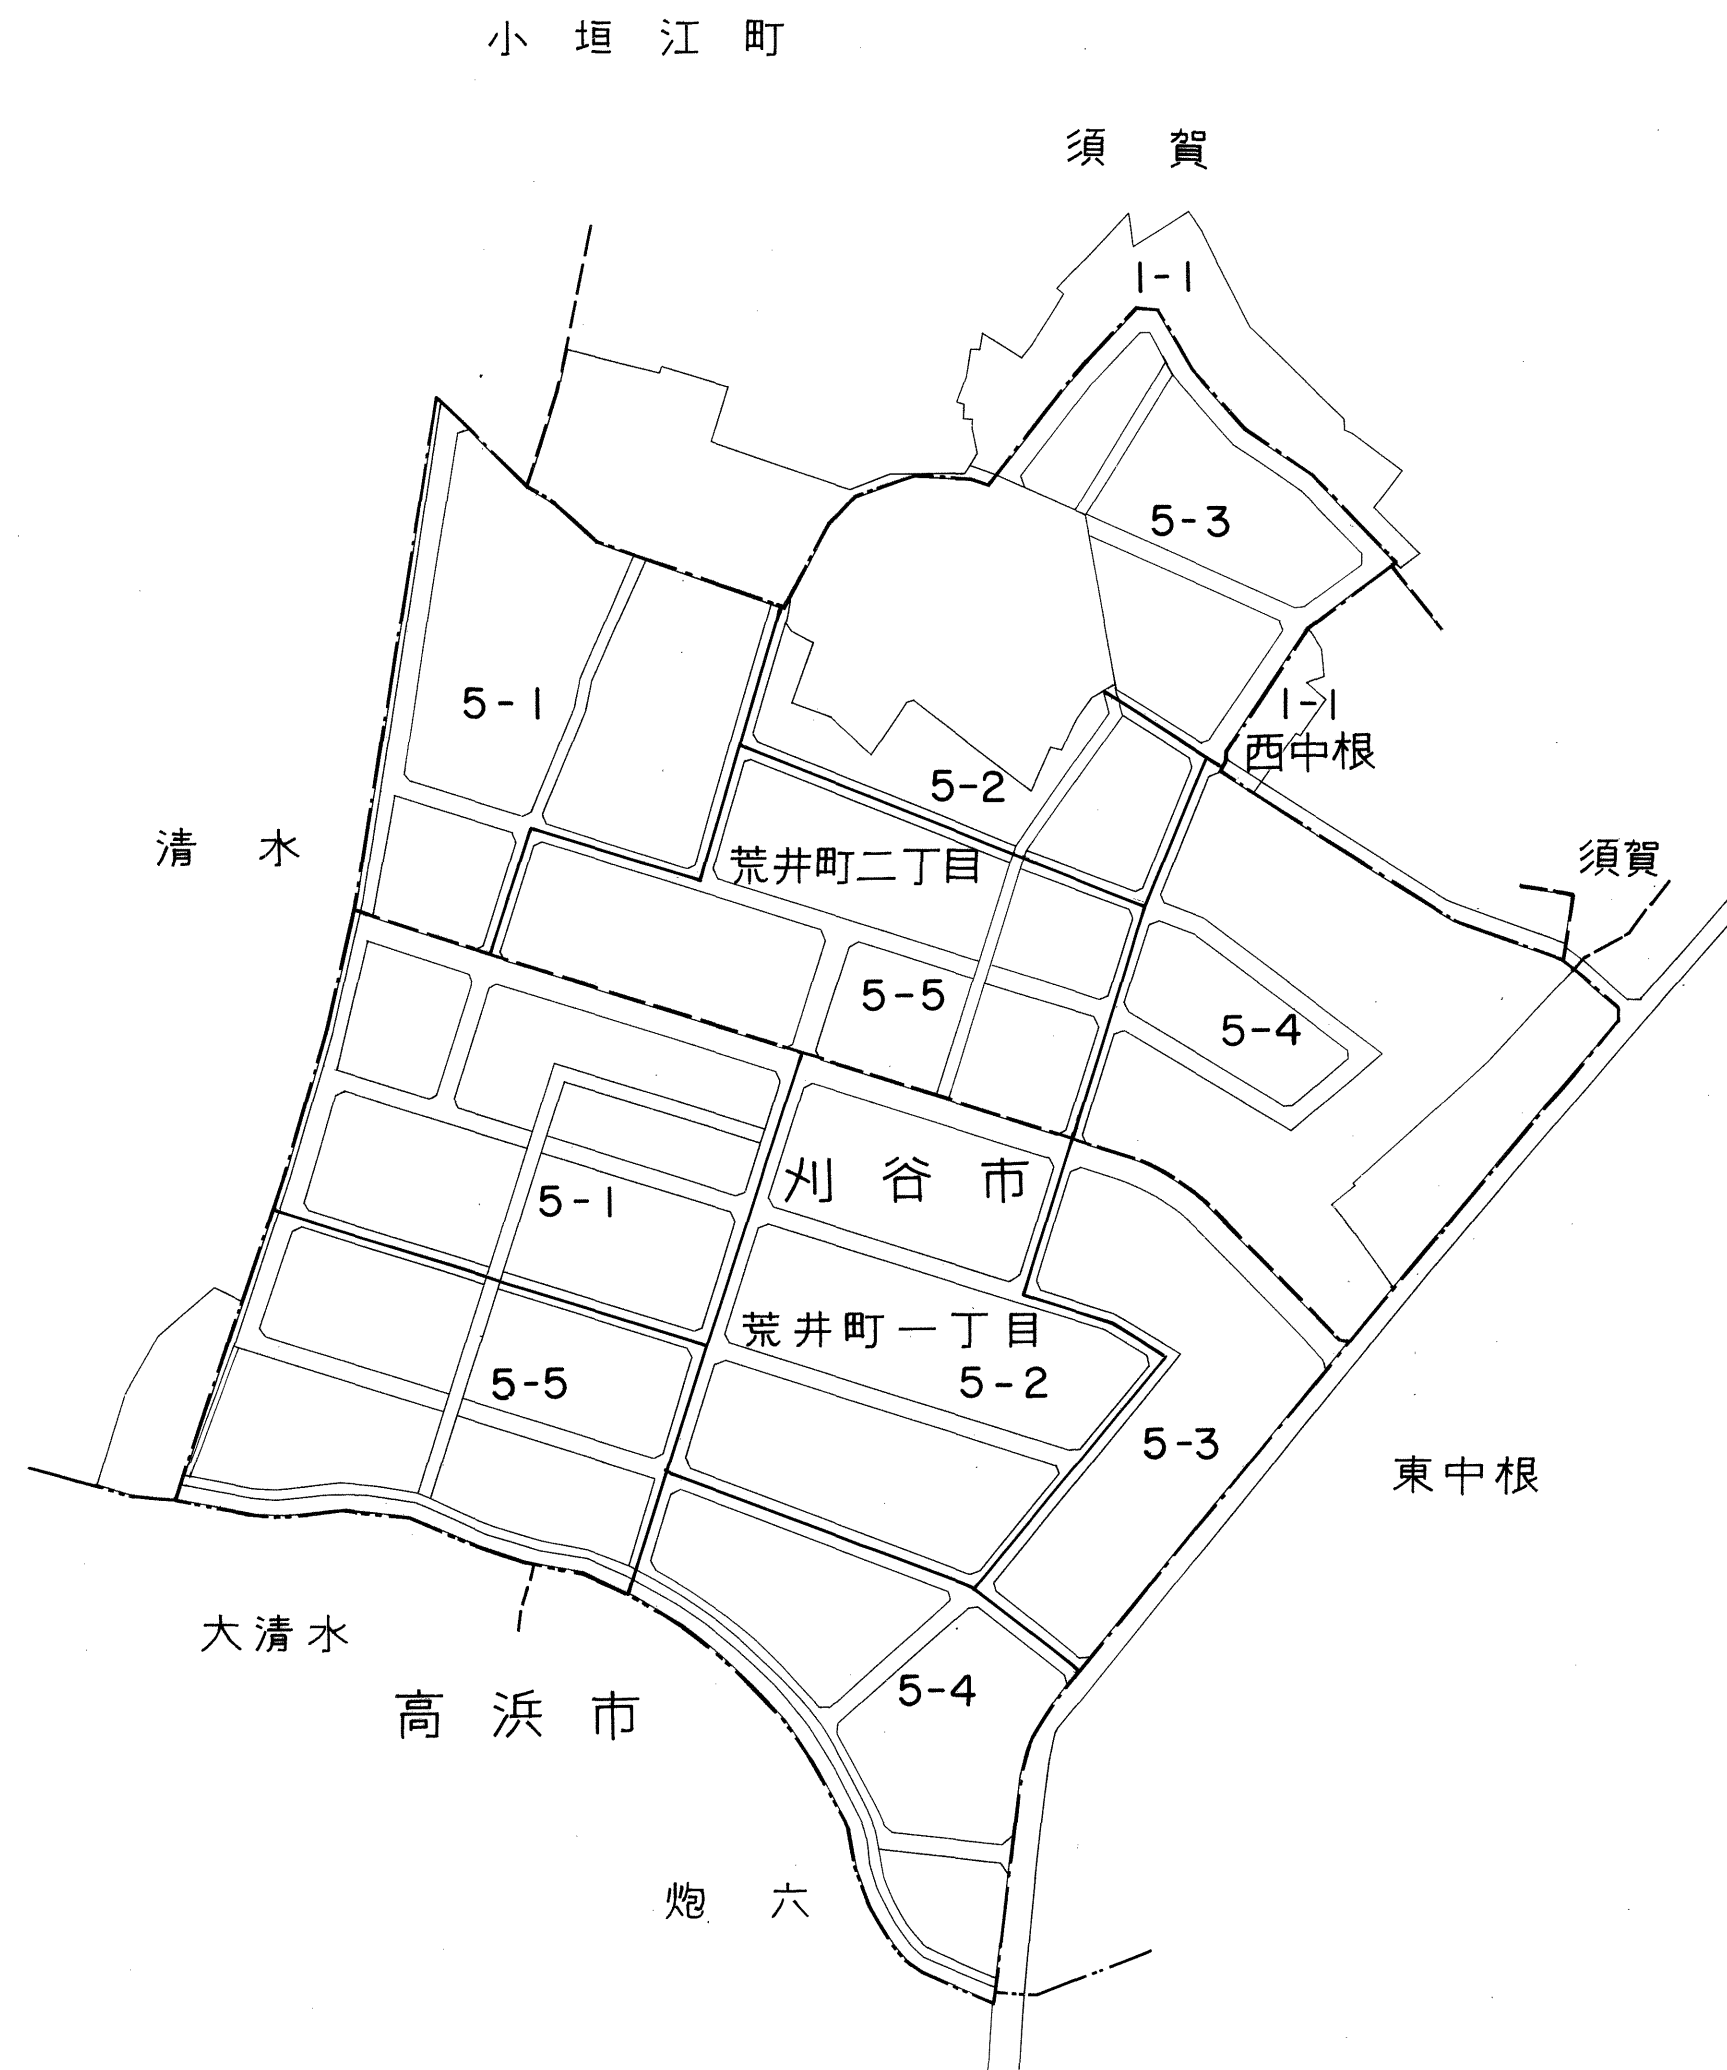 小垣江町
須賀
1-1
5-3
5-1
1-1
西中根
5-2
清水
荒井町二丁目
須賀
5-5
5-4
刈谷市
5-1
荒井町一丁目
5-2
5-5
5-3
東中根
大清水
5-4
高浜市
炮六